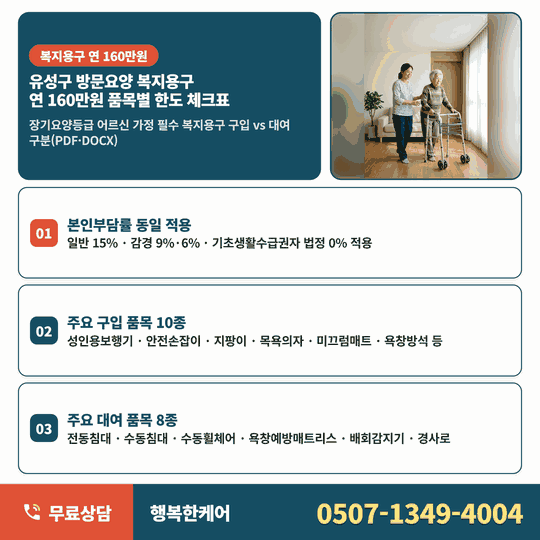 복지용구 연 160만원
유성구 방문요양 복지용구
연 160만원 품목별 한도 체크표
장기요양등급 어르신 가정 필수 복지용구 구입 vs 대여
구분(PDF·DOCX)
01
본인부담률 동일 적용
일반 15% · 감경 9%·6% · 기초생활수급권자 법정 0% 적용
02
주요 구입 품목 10종
성인용보행기 · 안전손잡이 · 지팡이 · 목욕의자 · 미끄럼매트 · 욕창방석 등
03
주요 대여 품목 8종
전동침대 · 수동침대 · 수동휠체어 · 욕창예방매트리스 · 배회감지기 · 경사로
무료상담
행복한케어
0507-1349-4004